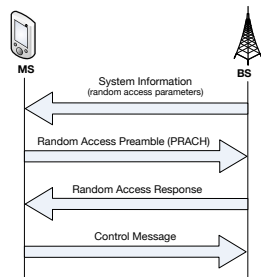 MS
BS
System Information
(random access parameters)
Random Access Preamble (PRACH)
Random Access Response
Control Message